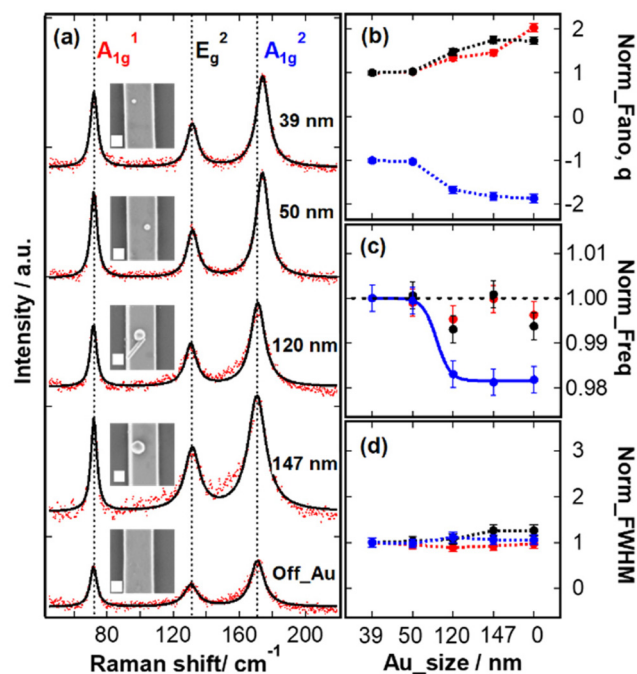 (a)
A1g1
Eg2
A1g2
39 nm
50 nm
120 nm
147 nm
Off_Au
Intensity / a.u.
80
120
160
200
Raman shift/ cm-1
(b)
2
1
0
-1
-2
Norm_Fano, q
(c)
1.01
1.00
0.99
0.98
Norm_Freq
(d)
3
2
1
0
Norm_FWHM
39
50
120
147
0
Au_size / nm